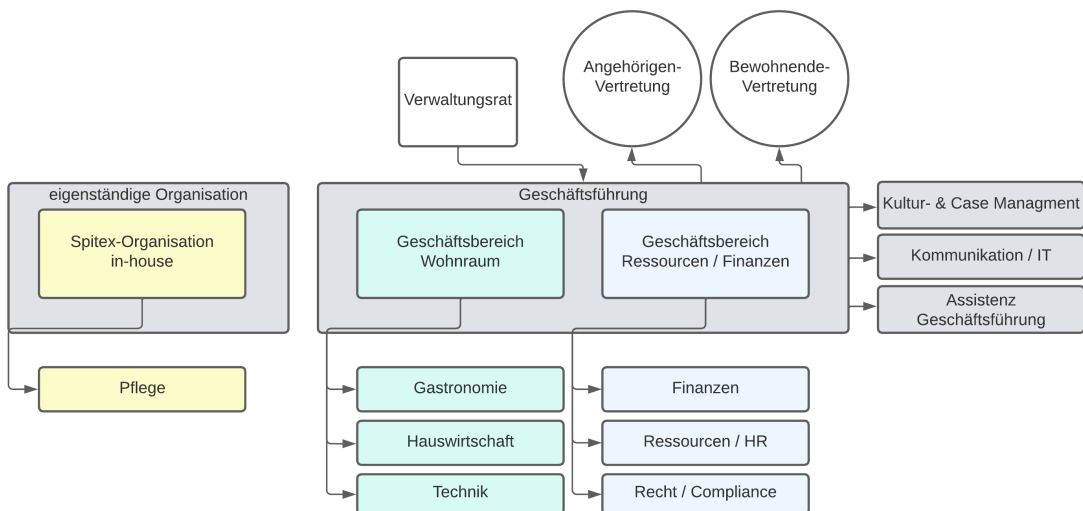 Verwaltungsrat
Angehörigen-
Vertretung
Bewohnende-
Vertretung
eigenständige Organisation
Spitex-Organisation
in-house
Pflege
Geschäftsführung
Geschäftsbereich
Wohnraum
Geschäftsbereich
Ressourcen / Finanzen
Gastronomie
Hauswirtschaft
Technik
Finanzen
Ressourcen / HR
Recht / Compliance
Kultur- & Case Managment
Kommunikation / IT
Assistenz
Geschäftsführung